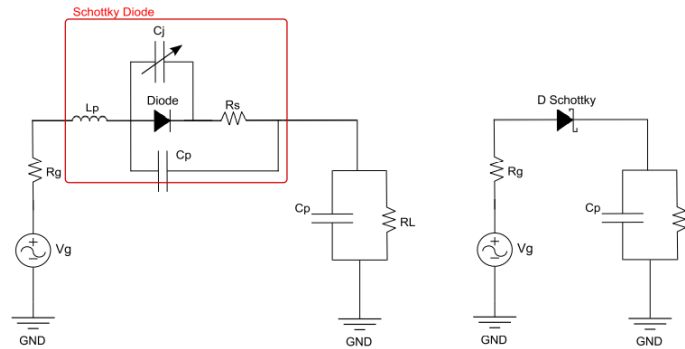 Schottky Diode
Cj
Lp
Diode
Rs
Cp
Rg
Vg
Cp
RL
GND
GND
D Schottky
Rg
Vg
Cp
GND
GND